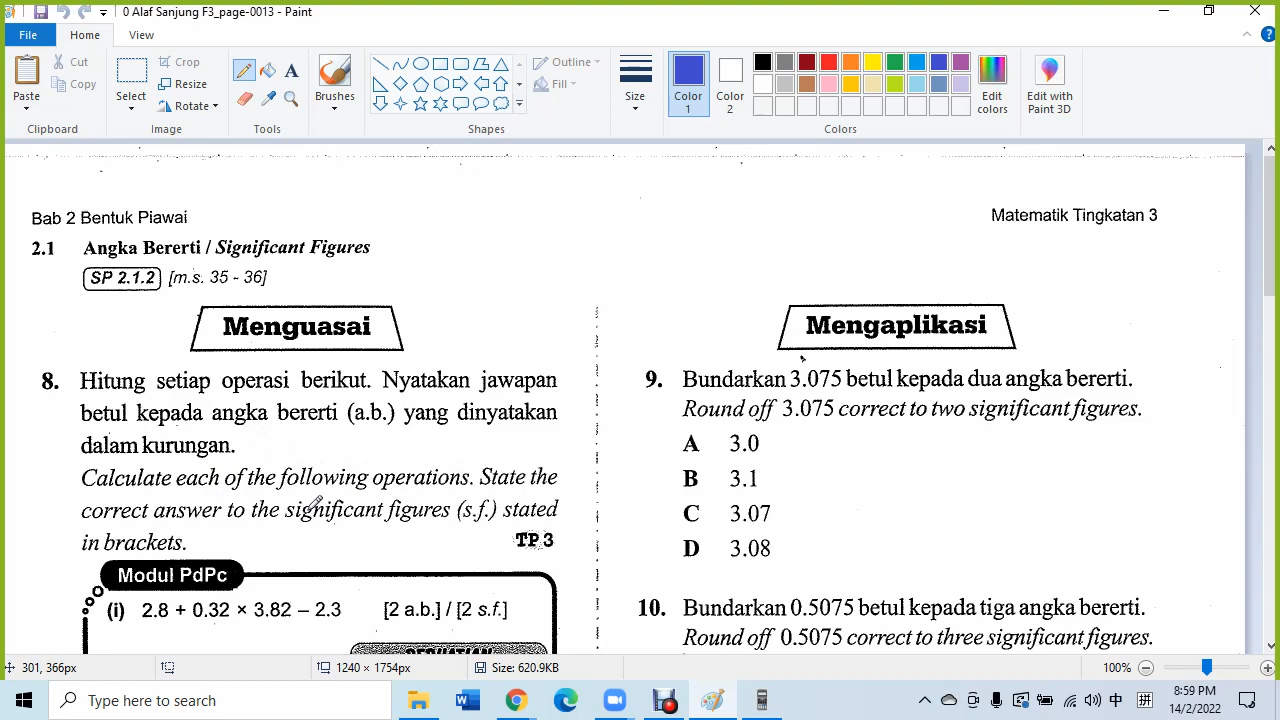 0 Alaf Sanjung F3_page-0013 - Paint
File
Home
View
Paste
Cut
Copy
Clipboard
Select
Crop
Resize
Rotate
Image
A
Tools
Brushes
Shapes
Outline
Fill
Size
Color
1
Color
2
Edit
colors
Colors
Edit with
Paint 3D
Bab 2 Bentuk Piawai
Matematik Tingkatan 3
2.1 Angka Bererti / Significant Figures
SP 2.1.2 [m.s. 35 - 36]
Menguasai
8. Hitung setiap operasi berikut. Nyatakan jawapan
betul kepada angka bererti (a.b.) yang dinyatakan
dalam kurungan.
Calculate each of the following operations. State the
correct answer to the significant figures (s.f.) stated
in brackets.
TP 3
Modul PdPc
(i) 2.8 + 0.32 × 3.82 – 2.3 [2 a.b.] / [2 s.f.]
Mengaplikasi
9. Bundarkan 3.075 betul kepada dua angka bererti.
Round off 3.075 correct to two significant figures.
A 3.0
B 3.1
C 3.07
D 3.08
10. Bundarkan 0.5075 betul kepada tiga angka bererti.
Round off 0.5075 correct to three significant figures.
301, 366px
1240 × 1754px
Size: 620.9KB
100%
Type here to search
中
拼
8:59 PM
14/2/2022